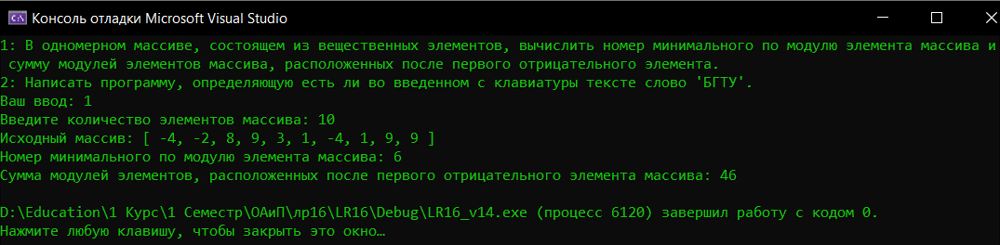 Консоль отладки Microsoft Visual Studio
1: В одномерном массиве, состоящем из вещественных элементов, вычислить номер минимального по модулю элемента массива и
сумму модулей элементов массива, расположенных после первого отрицательного элемента.
2: Написать программу, определяющую есть ли во введенном с клавиатуры тексте слово 'БГТУ'.
Ваш ввод: 1
Введите количество элементов массива: 10
Исходный массив: [ -4, -2, 8, 9, 3, 1, -4, 1, 9, 9 ]
Номер минимального по модулю элемента массива: 6
Сумма модулей элементов, расположенных после первого отрицательного элемента массива: 46
D:\Education\1 Курс\1 Семестр\ОАиП\лр16\LR16\Debug\LR16_v14.exe (процесс 6120) завершил работу с кодом 0.
Нажмите любую клавишу, чтобы закрыть это окно…